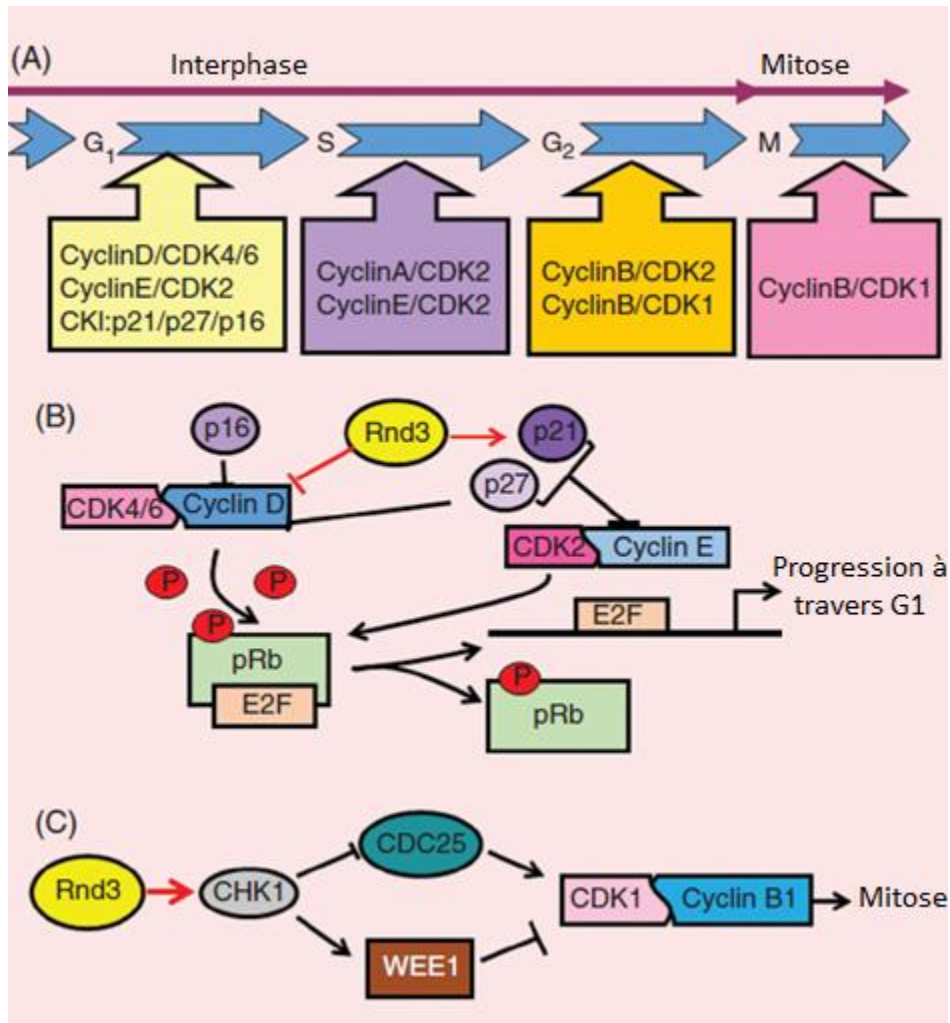 (A)
Interphase
Mitose
G1
S
G2
M
CyclinD/CDK4/6
CyclinE/CDK2
CKI:p21/p27/p16
CyclinA/CDK2
CyclinE/CDK2
CyclinB/CDK2
CyclinB/CDK1
CyclinB/CDK1
(B)
p16
Rnd3
p21
p27
CDK4/6
Cyclin D
CDK2
Cyclin E
P
P
P
pRb
E2F
E2F
Progression à
travers G1
P
pRb
(C)
Rnd3
CHK1
CDC25
WEE1
CDK1
Cyclin B1
Mitose